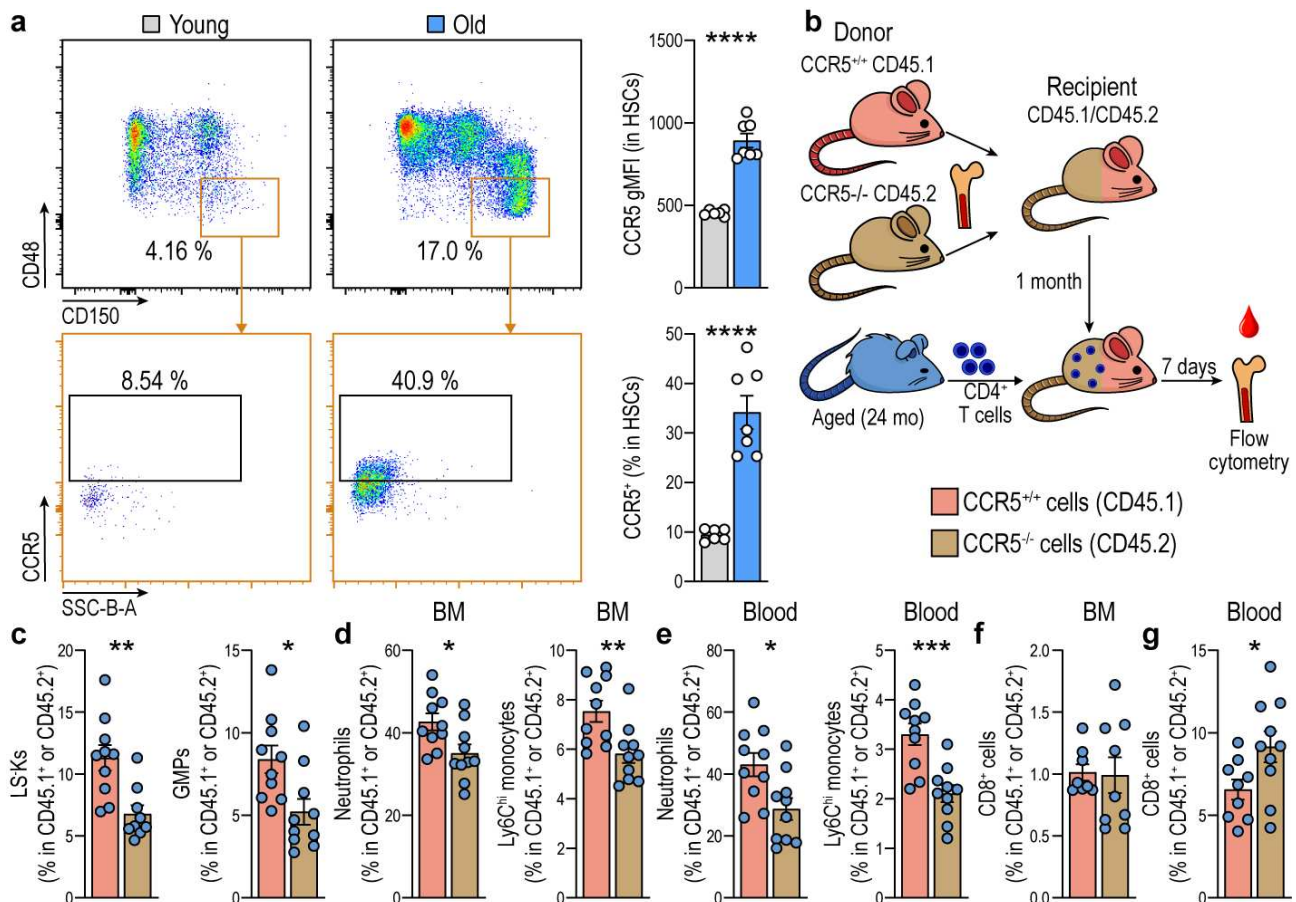 a
Young
Old
CD48
CD150
4.16 %
17.0 %
8.54 %
40.9 %
CCR5
SSC-B-A
CCR5 gMFI (in HSCs)
1500
1000
500
0
****
CCR5⁺ (% in HSCs)
50
40
30
20
10
0
****
b
Donor
CCR5⁺/⁺ CD45.1
CCR5-/- CD45.2
Recipient
CD45.1/CD45.2
1 month
Aged (24 mo)
CD4⁺
T cells
7 days
Flow
cytometry
CCR5⁺/⁺ cells (CD45.1)
CCR5⁻/⁻ cells (CD45.2)
c
LS⁻Ks
(% in CD45.1⁺ or CD45.2⁺)
20
15
10
5
0
**
GMPs
(% in CD45.1⁺ or CD45.2⁺)
15
10
5
0
*
d
BM
Neutrophils
(% in CD45.1⁺ or CD45.2⁺)
60
40
20
0
*
BM
Ly6Cʰⁱ monocytes
(% in CD45.1⁺ or CD45.2⁺)
10
8
6
4
2
0
**
e
Blood
Neutrophils
(% in CD45.1⁺ or CD45.2⁺)
80
60
40
20
0
*
Blood
Ly6Cʰⁱ monocytes
(% in CD45.1⁺ or CD45.2⁺)
5
4
3
2
1
0
***
f
BM
CD8⁺ cells
(% in CD45.1⁺ or CD45.2⁺)
2.0
1.5
1.0
0.5
0.0
g
Blood
CD8⁺ cells
(% in CD45.1⁺ or CD45.2⁺)
15
10
5
0
*